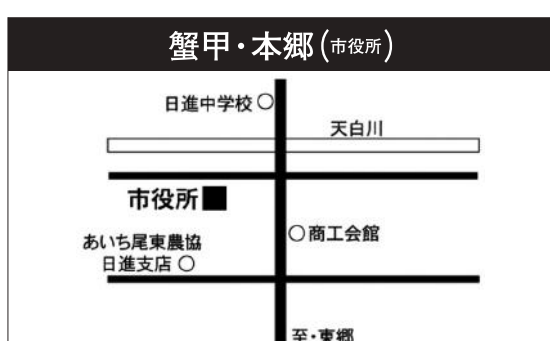 蟹甲・本郷(市役所)
日進中学校
天白川
市役所
商工会館
あいち尾東農協
日進支店
至・東郷